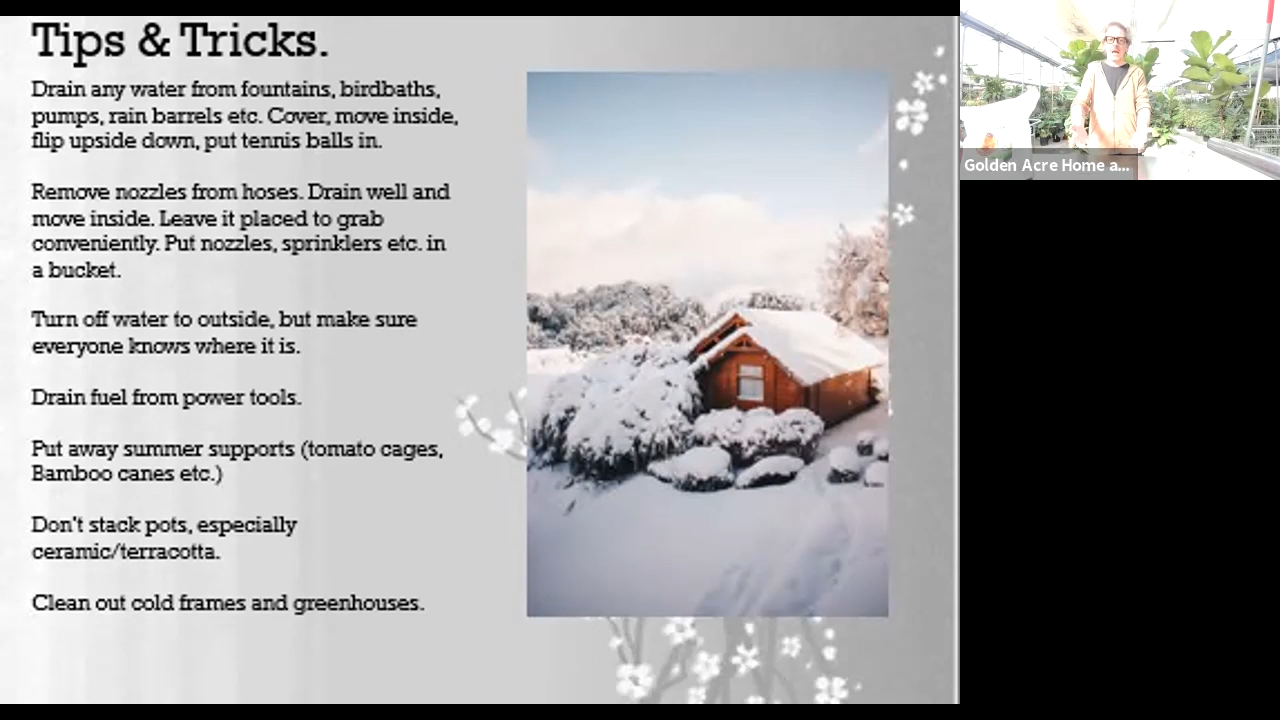 Tips & Tricks.
Drain any water from fountains, birdbaths,
pumps, rain barrels etc. Cover, move inside,
flip upside down, put tennis balls in.
Remove nozzles from hoses. Drain well and
move inside. Leave it placed to grab
conveniently. Put nozzles, sprinklers etc. in
a bucket.
Turn off water to outside, but make sure
everyone knows where it is.
Drain fuel from power tools.
Put away summer supports (tomato cages,
Bamboo canes etc.)
Don't stack pots, especially
ceramic/terracotta.
Clean out cold frames and greenhouses.
Golden Acre Home a...